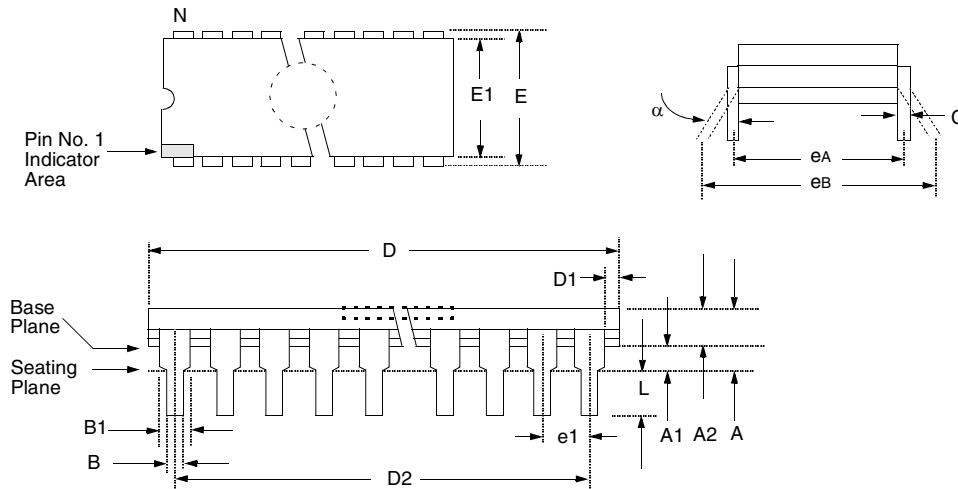 N
E1
E
Pin No. 1
Indicator
Area
α
C
eA
eB
D
D1
Base
Plane
Seating
Plane
L
B1
e1
A1
A2
A
B
D2